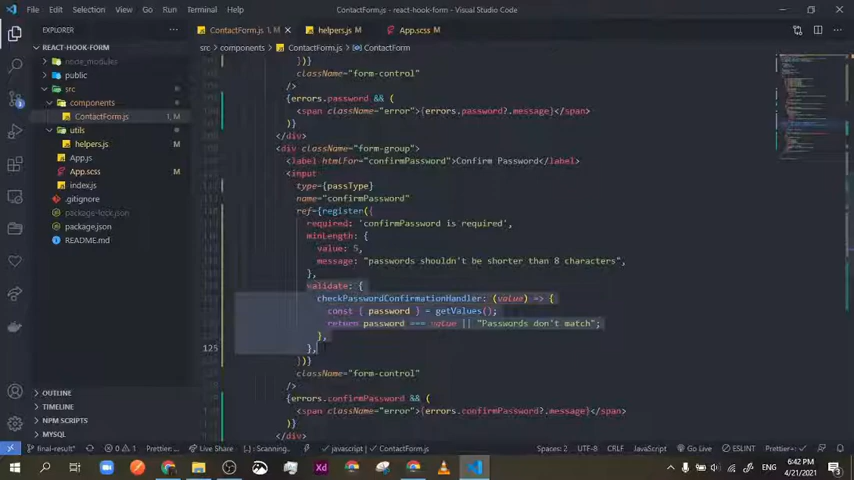 File Edit Selection View Go Run Terminal Help
ContactForm.js - react-hook-form - Visual Studio Code
EXPLORER
ContactForm.js 1, M
helpers.js M
App.scss M
src > components > ContactForm.js > ContactForm
REACT-HOOK-FORM
node_modules
public
src
components
ContactForm.js 1, M
utils
helpers.js M
App.js
App.scss M
index.js
.gitignore
package-lock.json
package.json
README.md
OUTLINE
TIMELINE
NPM SCRIPTS
MYSQL
})}
className="form-control"
/>
{errors.password && (
<span className="error">{errors.password?.message}</span>
)}
</div>
<div className="form-group">
<label htmlFor="confirmPassword">Confirm Password</label>
<input
type={passType}
name="confirmPassword"
ref={register({
required: 'confirmPassword is required',
minLength: {
value: 5,
message: "passwords shouldn't be shorter than 8 characters",
},
validate: {
checkPasswordConfirmationHandler: (value) => {
const { password } = getValues();
return password === value || "Passwords don't match";
},
125 },
})}
className="form-control"
/>
{errors.confirmPassword && (
<span className="error">{errors.confirmPassword?.message}</span>
)}
</div>
final-result* 0 1 Prettier: Live Share Scanning.. javascript ContactForm.js Spaces: 2 UTF-8 CRLF JavaScript Go Live ESLINT Prettier+
ENG 6:42 PM
4/21/2021